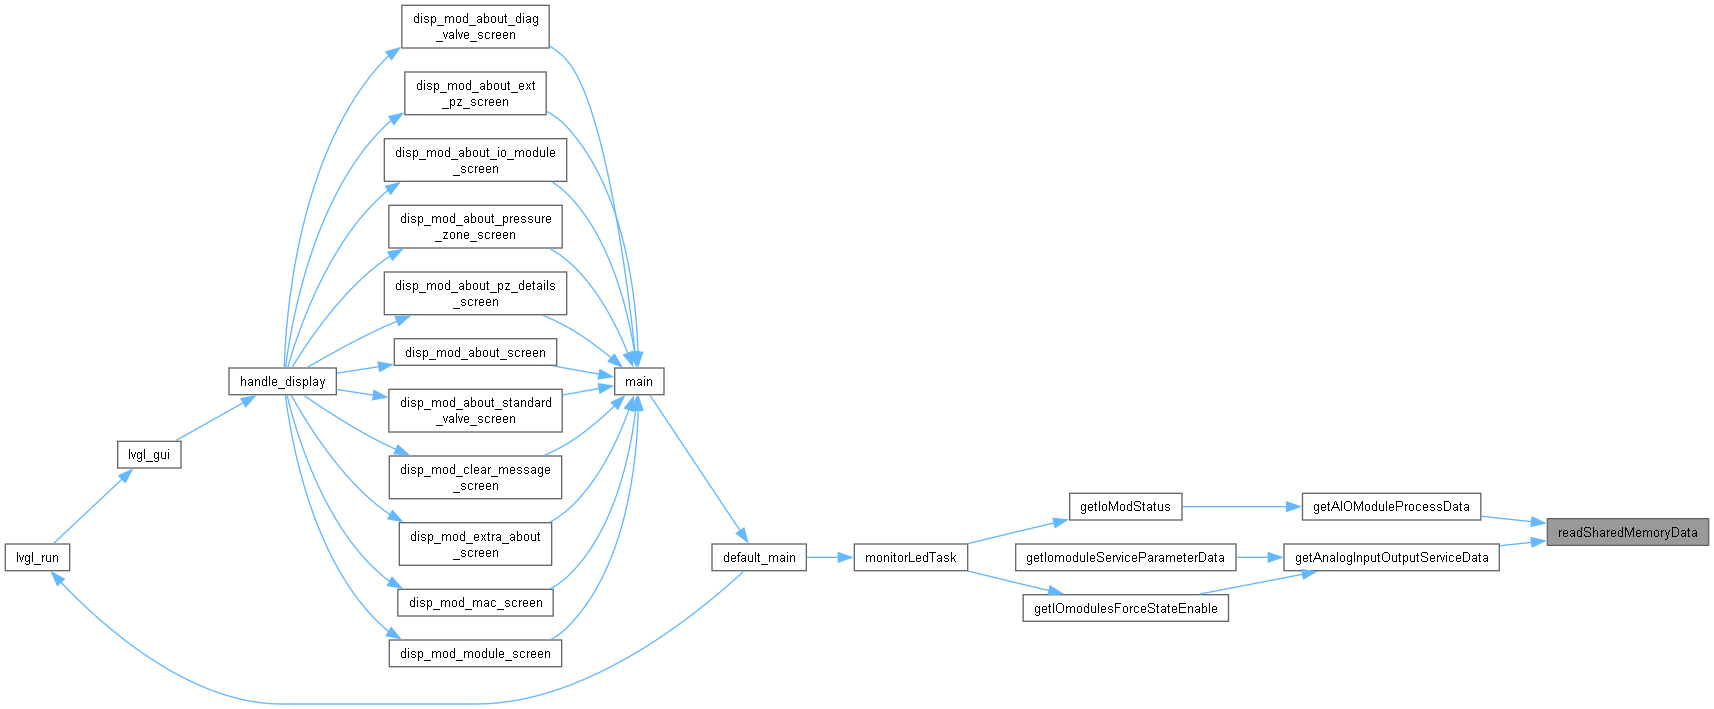 disp_mod_about_diag
_valve_screen
disp_mod_about_ext
_pz_screen
disp_mod_about_io_module
_screen
disp_mod_about_pressure
_zone_screen
disp_mod_about_pz_details
_screen
disp_mod_about_screen
handle_display
main
disp_mod_about_standard
_valve_screen
lvgl_gui
disp_mod_clear_message
_screen
getIoModStatus
getAIOModuleProcessData
readSharedMemoryData
disp_mod_extra_about
_screen
lvgl_run
default_main
monitorLedTask
getIomoduleServiceParameterData
getAnalogInputOutputServiceData
disp_mod_mac_screen
getIOmodulesForceStateEnable
disp_mod_module_screen